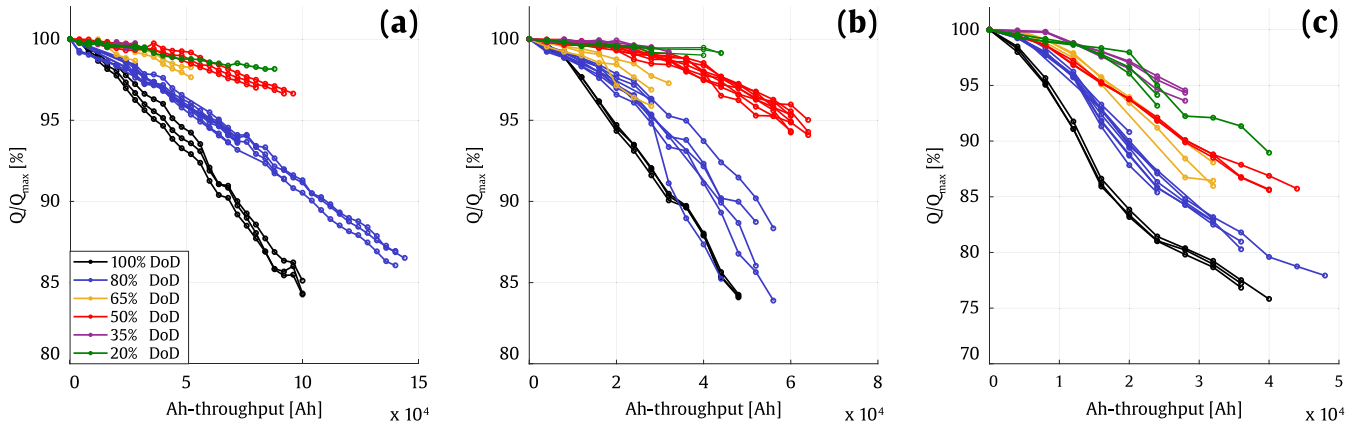 (a)
100
95
90
85
80
Q/Qmax [%]
100% DoD
80% DoD
65% DoD
50% DoD
35% DoD
20% DoD
0 5 10 15
Ah-throughput [Ah]
x 10^4
(b)
100
95
90
85
80
Q/Qmax [%]
0 2 4 6 8
Ah-throughput [Ah]
x 10^4
(c)
100
95
90
85
80
75
70
Q/Qmax [%]
0 1 2 3 4 5
Ah-throughput [Ah]
x 10^4